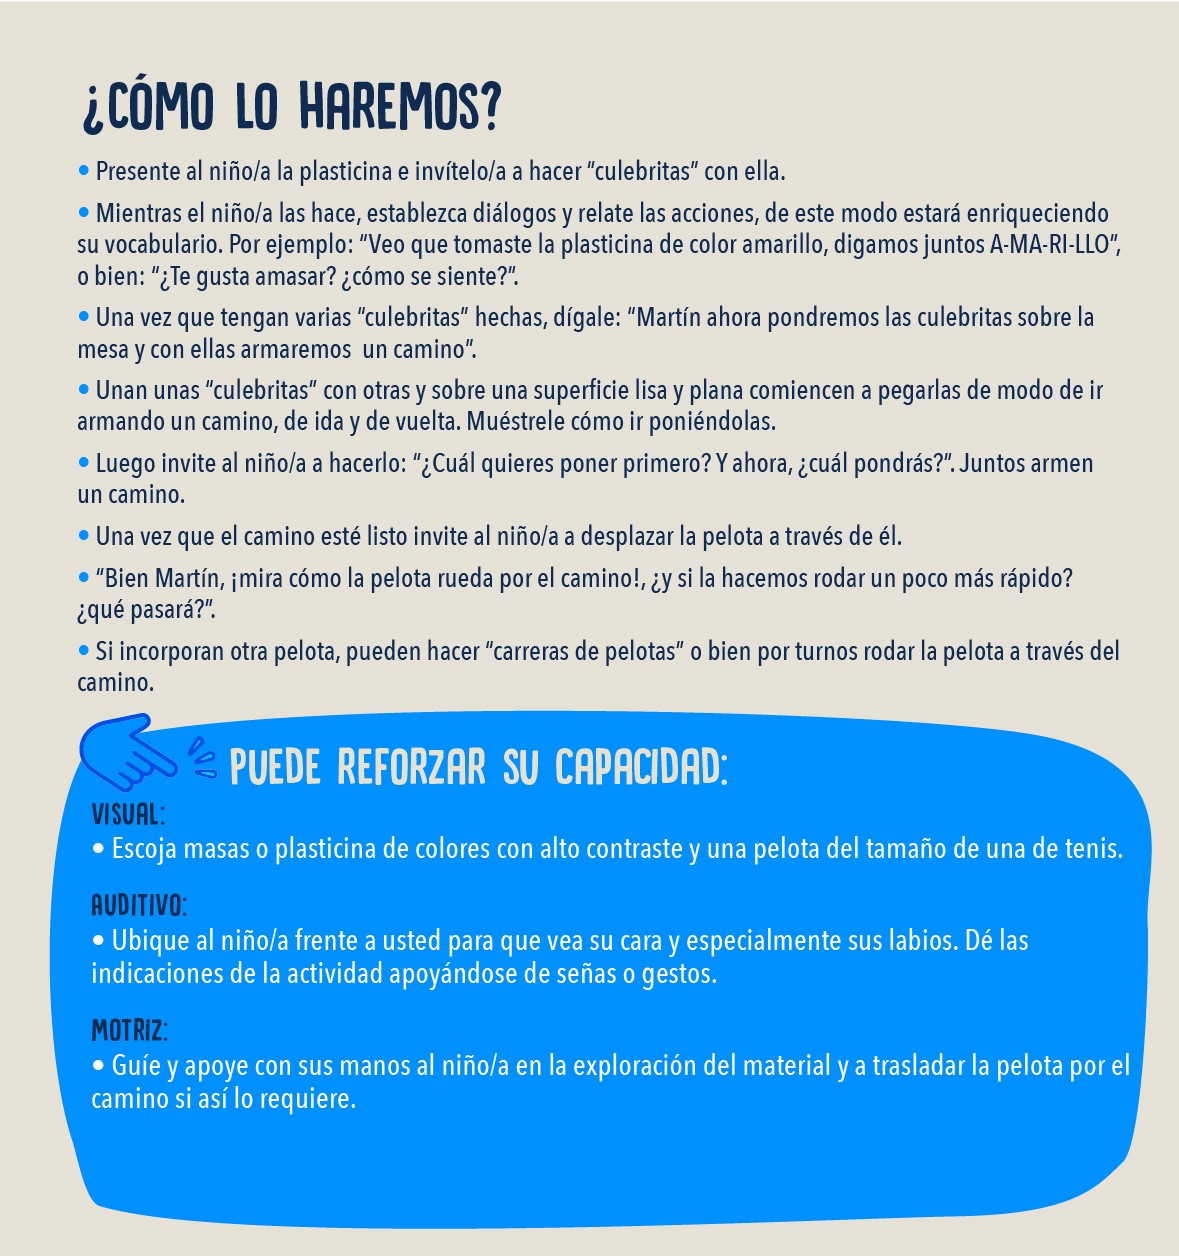 ¿CÓMO LO HAREMOS?
• Presente al niño/a la plasticina e invítelo/a a hacer “culebritas” con ella.
• Mientras el niño/a las hace, establezca diálogos y relate las acciones, de este modo estará enriqueciendo
su vocabulario. Por ejemplo: “Veo que tomaste la plasticina de color amarillo, digamos juntos A-MA-RI-LLO”,
o bien: “¿Te gusta amasar? ¿cómo se siente?”.
• Una vez que tengan varias “culebritas” hechas, dígale: “Martín ahora pondremos las culebritas sobre la
mesa y con ellas armaremos  un camino”.
• Unan unas “culebritas” con otras y sobre una superficie lisa y plana comiencen a pegarlas de modo de ir
armando un camino, de ida y de vuelta. Muéstrele cómo ir poniéndolas.
• Luego invite al niño/a a hacerlo: “¿Cuál quieres poner primero? Y ahora, ¿cuál pondrás?”. Juntos armen
un camino.
• Una vez que el camino esté listo invite al niño/a a desplazar la pelota a través de él.
• “Bien Martín, ¡mira cómo la pelota rueda por el camino!, ¿y si la hacemos rodar un poco más rápido?
¿qué pasará?”.
• Si incorporan otra pelota, pueden hacer “carreras de pelotas” o bien por turnos rodar la pelota a través del
camino.
PUEDE REFORZAR SU CAPACIDAD:
VISUAL:
• Escoja masas o plasticina de colores con alto contraste y una pelota del tamaño de una de tenis.
AUDITIVO:
• Ubique al niño/a frente a usted para que vea su cara y especialmente sus labios. Dé las
indicaciones de la actividad apoyándose de señas o gestos.
MOTRIZ:
• Guíe y apoye con sus manos al niño/a en la exploración del material y a trasladar la pelota por el
camino si así lo requiere.